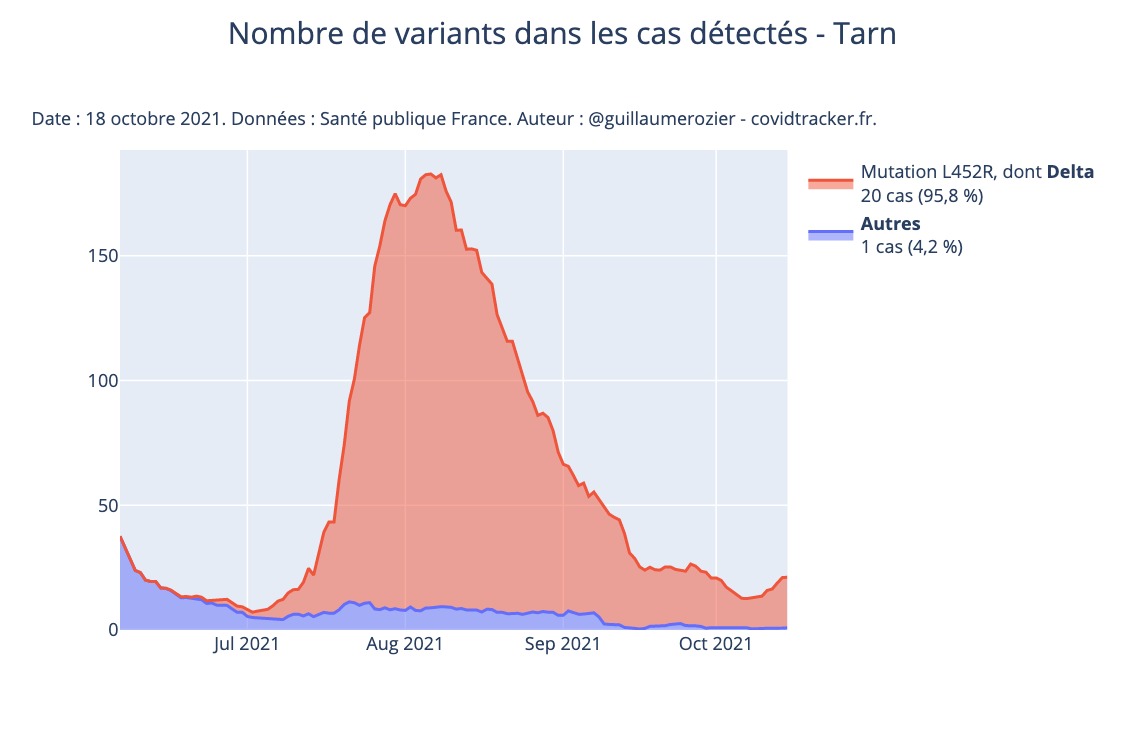 Nombre de variants dans les cas détectés - Tarn
Date : 18 octobre 2021. Données : Santé publique France. Auteur : @guillaumerozier - covidtracker.fr.
Mutation L452R, dont Delta
20 cas (95,8 %)
Autres
1 cas (4,2 %)
150
100
50
0
Jul 2021 Aug 2021 Sep 2021 Oct 2021